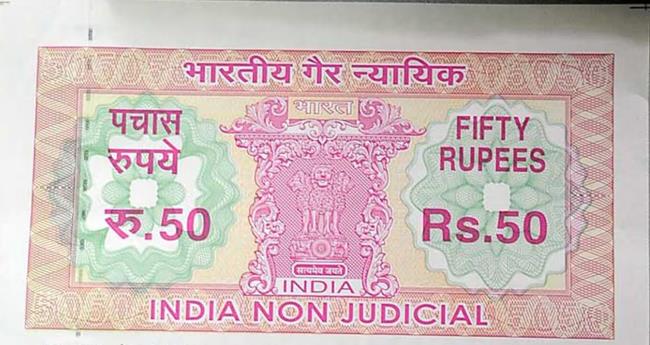 भारतीय गैर न्यायिक
भारत
पचास
रुपये
रु.50
FIFTY
RUPEES
Rs.50
सत्यमेव जयते
INDIA
INDIA NON JUDICIAL